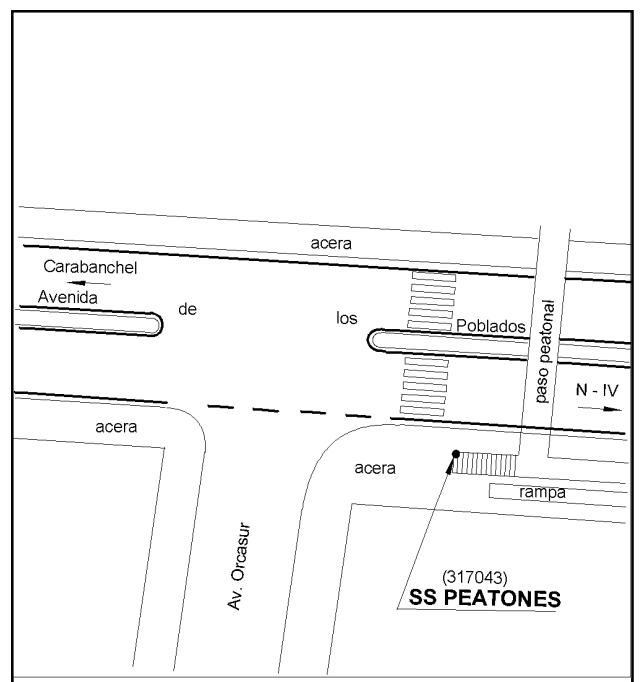 acera
Carabanchel
Avenida
de
los
Poblados
paso peatonal
N - IV
acera
acera
rampa
Av. Orcasur
(317043)
SS PEATONES